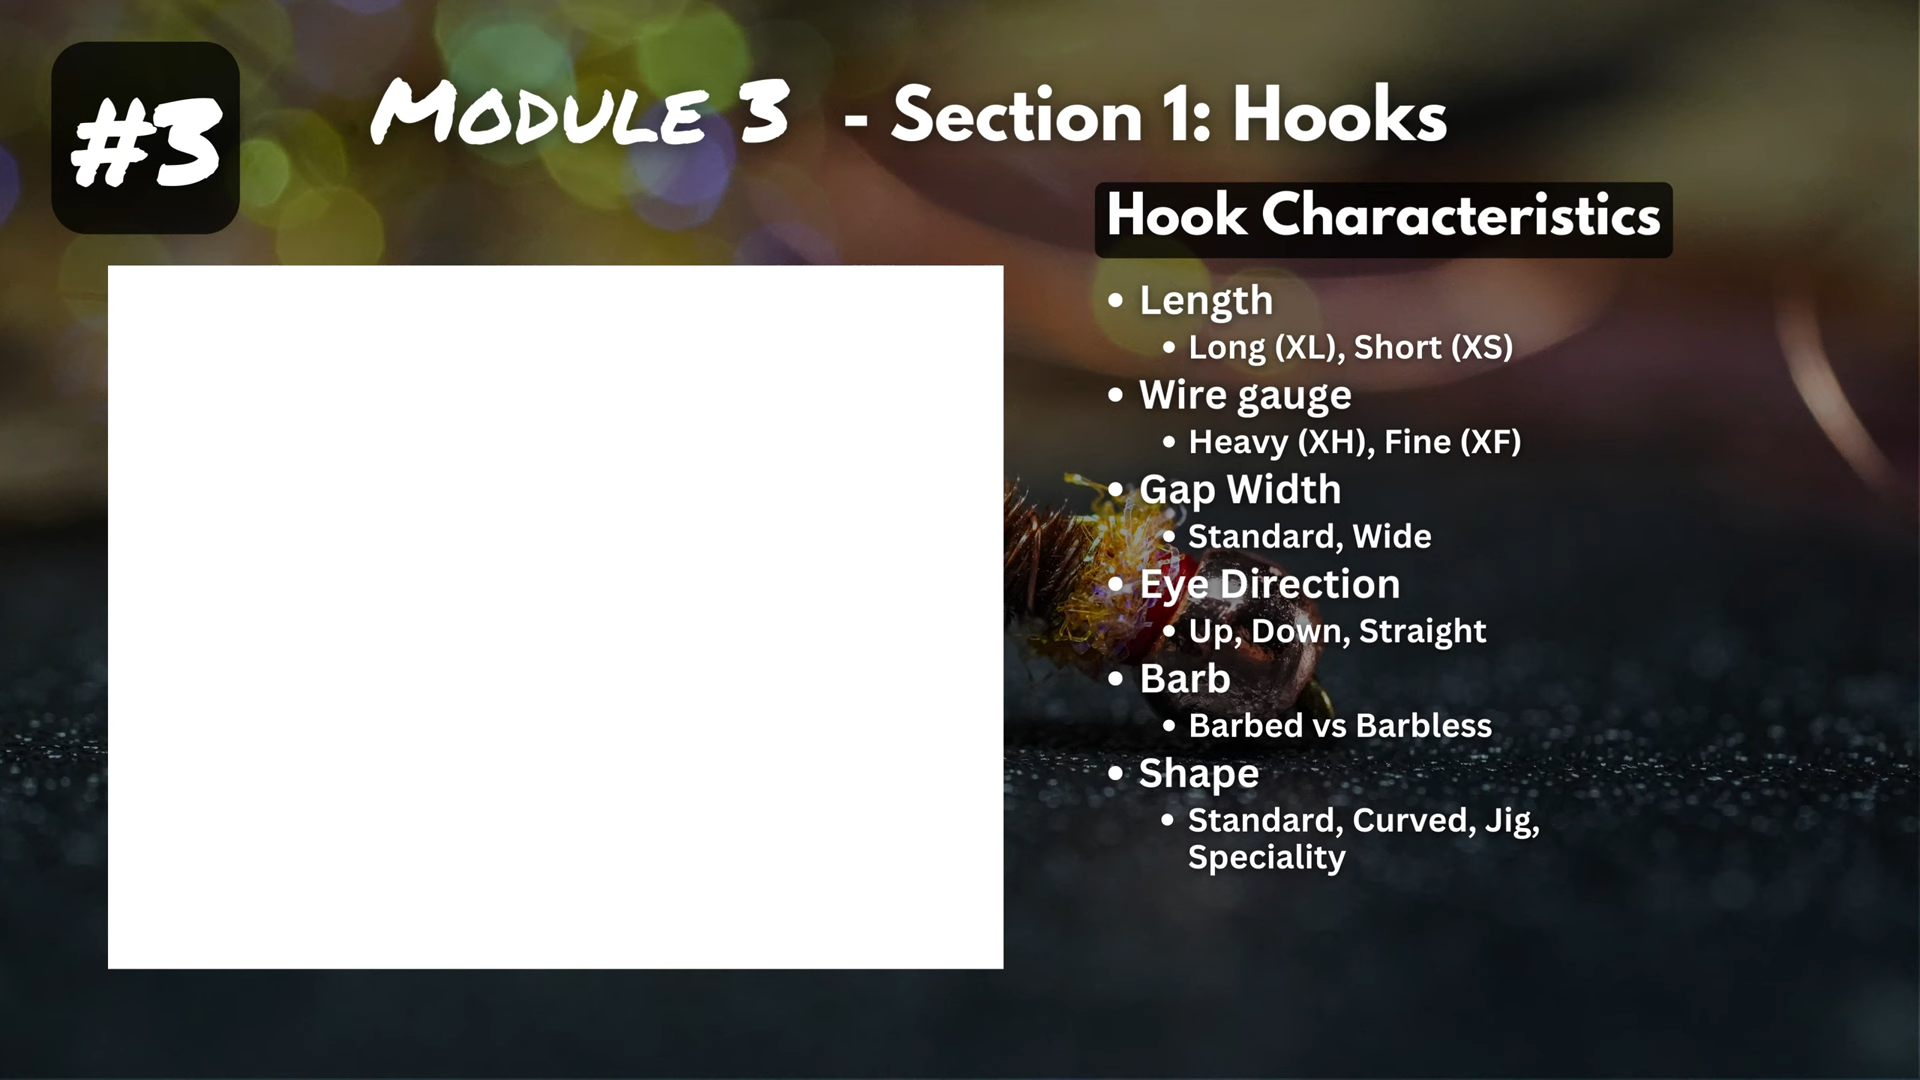 #3
Module 3 - Section 1: Hooks
Hook Characteristics
• Length
• Long (XL), Short (XS)
• Wire gauge
• Heavy (XH), Fine (XF)
• Gap Width
• Standard, Wide
• Eye Direction
• Up, Down, Straight
• Barb
• Barbed vs Barbless
• Shape
• Standard, Curved, Jig,
Speciality